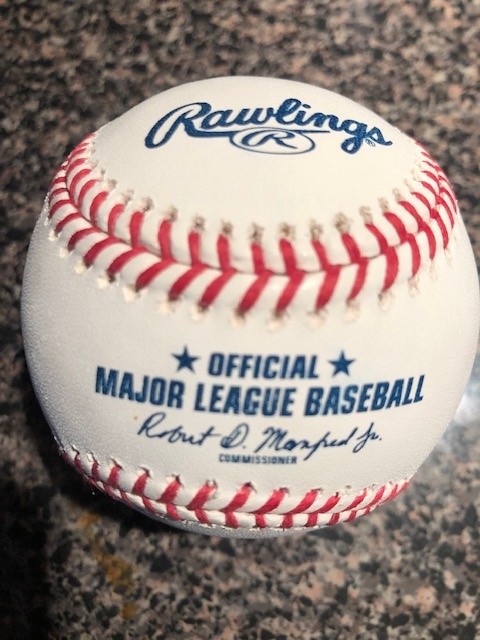 Rawlings®
R
★ OFFICIAL ★
MAJOR LEAGUE BASEBALL
Robert D. Manfred Jr.
COMMISSIONER